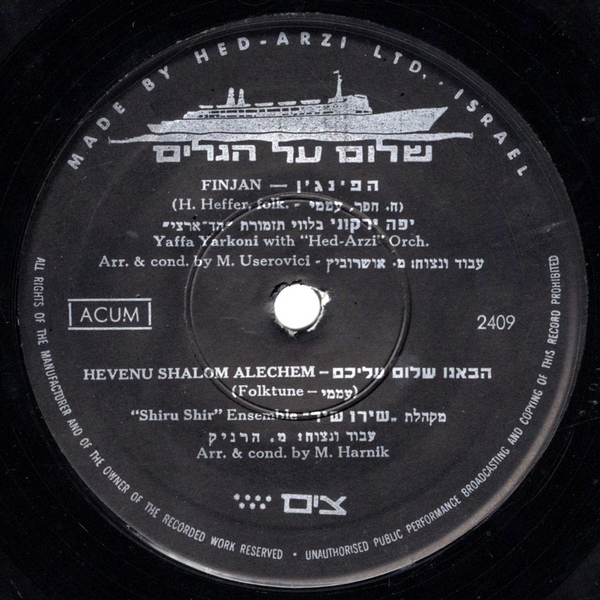 MADE BY HED-ARZI LTD., ISRAEL
שלום על הגלים
FINJAN — הפינג'ן
(H. Heffer, folk. - ח. חפר, עממי)
יפה ירקוני בלווי תזמורת "הד-ארצי"
Yaffa Yarkoni with "Hed-Arzi" Orch.
Arr. & cond. by M. Userovici - עבוד ונצוח: מ. אושרוביץ
ACUM
2409
HEVENU SHALOM ALECHEM – הבאנו שלום עליכם
(Folktune – עממי)
"Shiru Shir" Ensemble מקהלת "שירו שיר"
עבוד ונצוח: מ. הרניק
Arr. & cond. by M. Harnik
צים
ALL RIGHTS OF THE MANUFACTURER AND OF THE OWNER OF THE RECORDED WORK RESERVED • UNAUTHORISED PUBLIC PERFORMANCE BROADCASTING AND COPYING OF THIS RECORD PROHIBITED